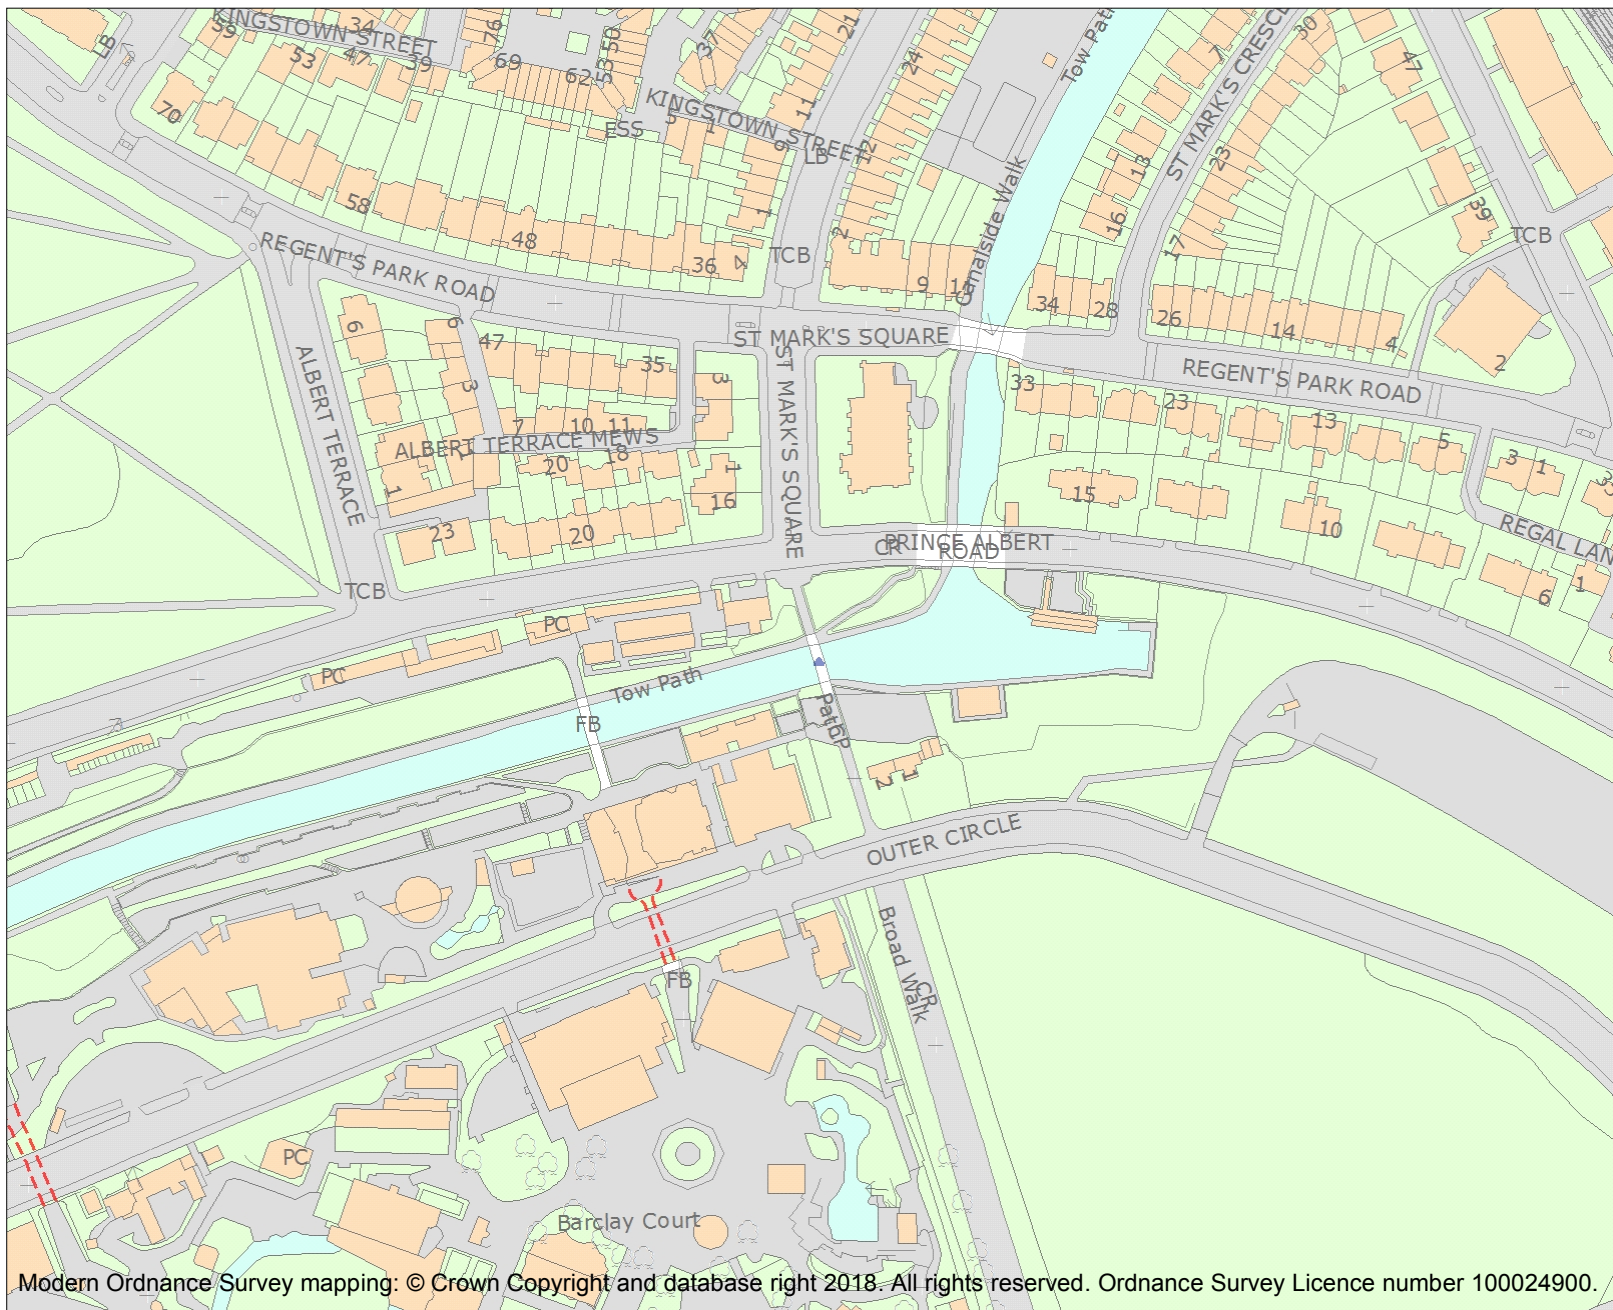 KINGSTOWN STREET
34
76
59
53
47
39
69
62
53
50
37
21
24
Tow Path
7
ST MARK'S CRESCE
30
47
LB
70
KINGSTOWN STREET
ESS
5
1
9
LB
11
12
13
23
58
48
36
4
1
2
TCB
16
17
39
TCB
Canalside Walk
REGENT'S PARK ROAD
9
34
28
26
14
4
2
ST MARK'S SQUARE
REGENT'S PARK ROAD
6
6
47
35
3
3
33
23
13
5
3
1
ALBERT TERRACE
ST MARK'S SQUARE
7
10
11
ALBERT TERRACE MEWS
20
18
1
1
16
15
10
23
20
REGAL LAN
CR
PRINCE ALBERT
ROAD
TCB
6
1
PC
PC
Tow Path
FB
Path
2
1
OUTER CIRCLE
Broad Walk
CR
FB
PC
Barclay Court
Modern Ordnance Survey mapping: © Crown Copyright and database right 2018. All rights reserved. Ordnance Survey Licence number 100024900.